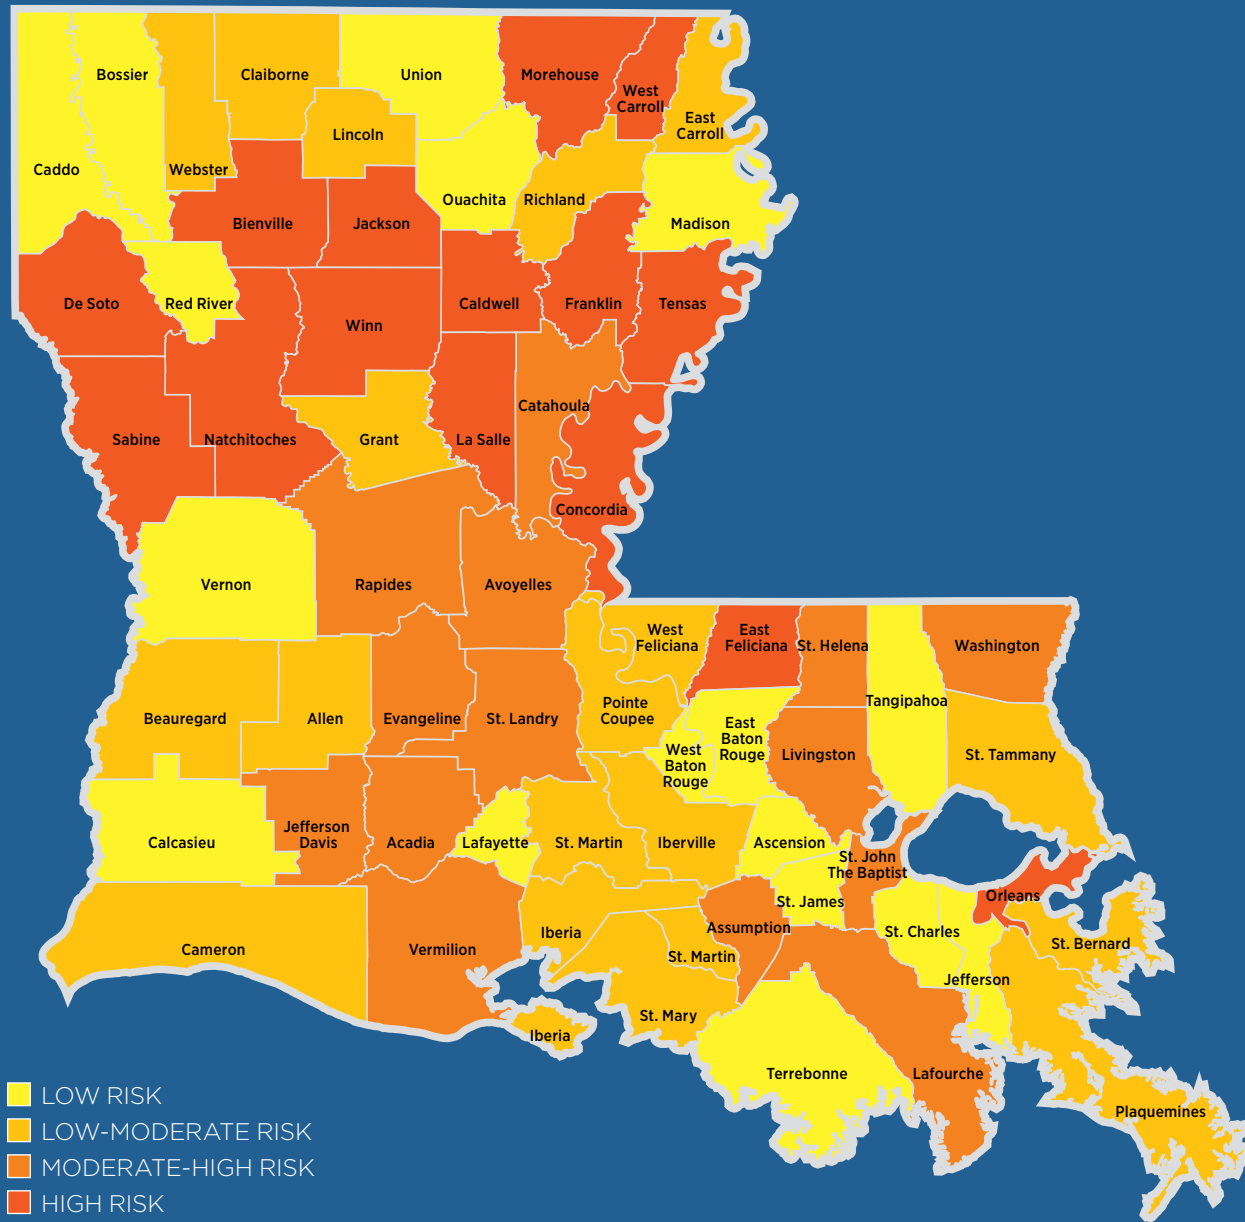 Bossier
Claiborne
Union
Morehouse
West
Carroll
East
Carroll
Lincoln
Caddo
Webster
Ouachita
Richland
Bienville
Jackson
Madison
De Soto
Red River
Winn
Caldwell
Franklin
Tensas
Catahoula
Sabine
Natchitoches
Grant
La Salle
Concordia
Vernon
Rapides
Avoyelles
West
Feliciana
East
Feliciana
St. Helena
Washington
Tangipahoa
Beauregard
Allen
Evangeline
St. Landry
Pointe
Coupee
East
Baton
Rouge
West
Baton
Rouge
Livingston
St. Tammany
Calcasieu
Jefferson
Davis
Acadia
Lafayette
St. Martin
Iberville
Ascension
St. John
The Baptist
St. James
Orleans
Cameron
Vermilion
Iberia
Assumption
St. Martin
St. Charles
St. Bernard
Jefferson
St. Mary
Iberia
Terrebonne
Lafourche
Plaquemines
LOW RISK
LOW-MODERATE RISK
MODERATE-HIGH RISK
HIGH RISK